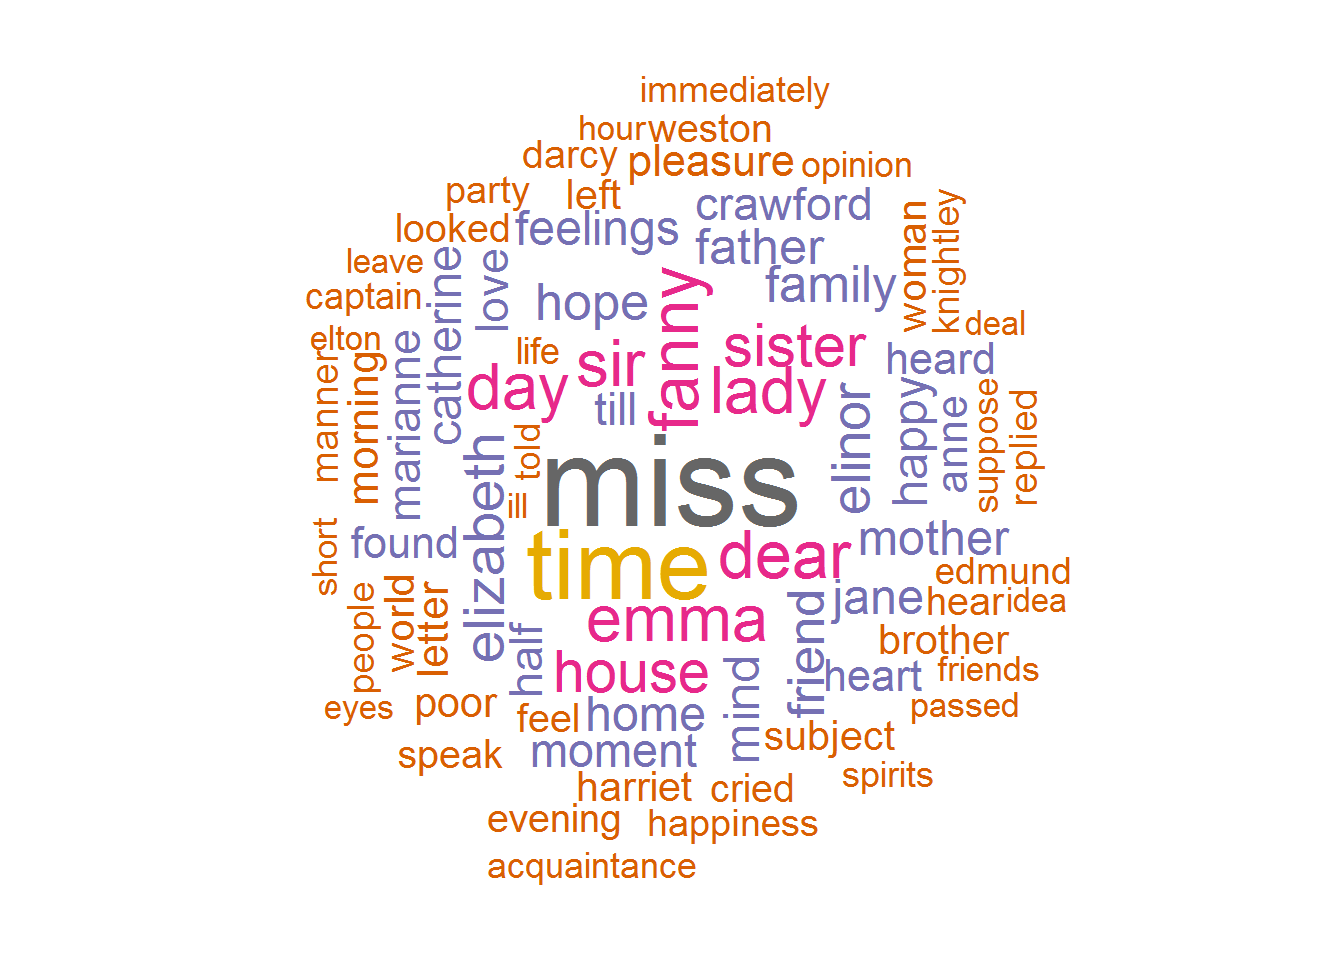 immediately
hour weston
darcy pleasure opinion
party left crawford
looked feelings father
leave captain catherine love hope fanny family woman knightley
elton life sir sister deal
manner morning marianne day till lady heard
elizabeth told miss elinor happy anne suppose replied
ill
short found time dear mother
edmund
people world letter half emma friend jane hear idea
house mind brother
eyes poor feel home heart friends
passed
speak moment subject
harriet cried spirits
evening happiness
acquaintance